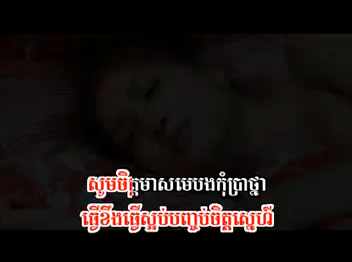 សូមចិត្តមាសមេបងកុំប្រាថ្នា
ធ្វើខឹងធ្វើស្អប់បញ្ចប់ចិត្តស្នេហ៍